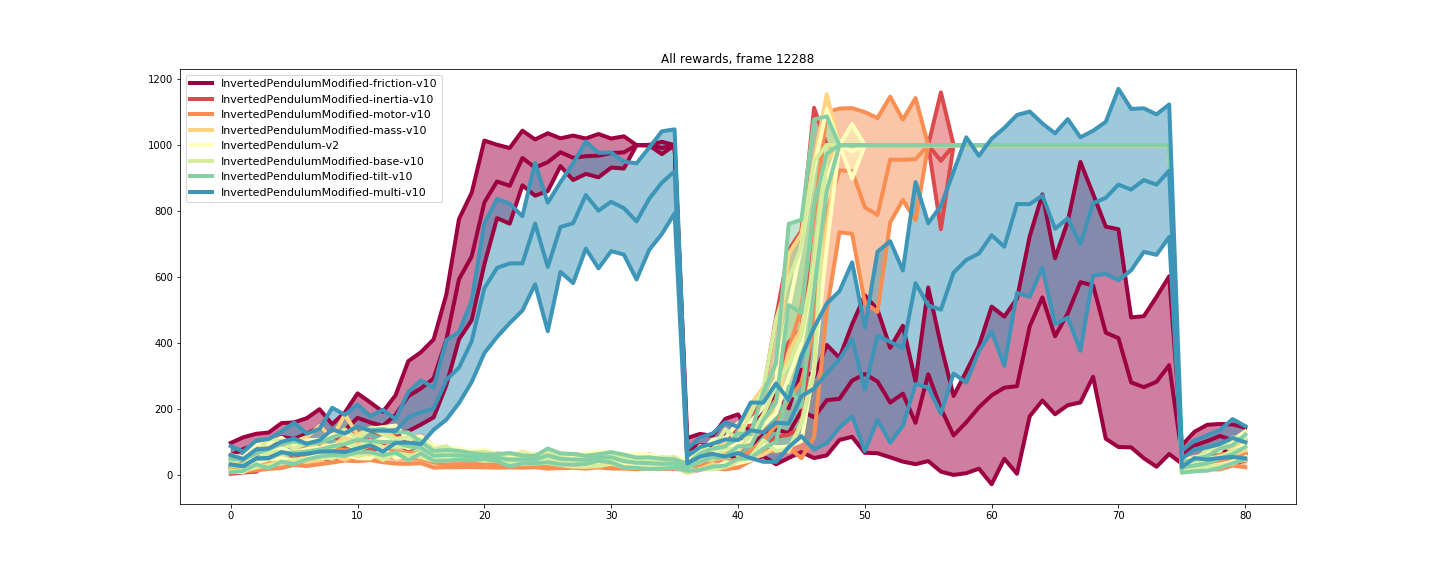 All rewards, frame 12288
1200
1000
800
600
400
200
0
InvertedPendulumModified-friction-v10
InvertedPendulumModified-inertia-v10
InvertedPendulumModified-motor-v10
InvertedPendulumModified-mass-v10
InvertedPendulum-v2
InvertedPendulumModified-base-v10
InvertedPendulumModified-tilt-v10
InvertedPendulumModified-multi-v10
0 10 20 30 40 50 60 70 80